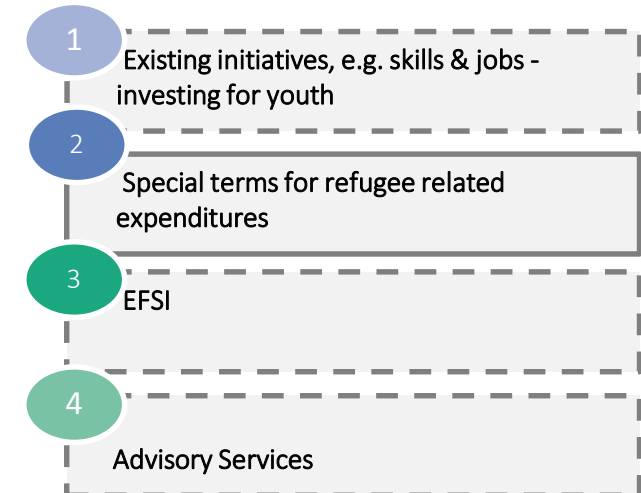 1
Existing initiatives, e.g. skills & jobs -
investing for youth
2
Special terms for refugee related
expenditures
3
EFSI
4
Advisory Services